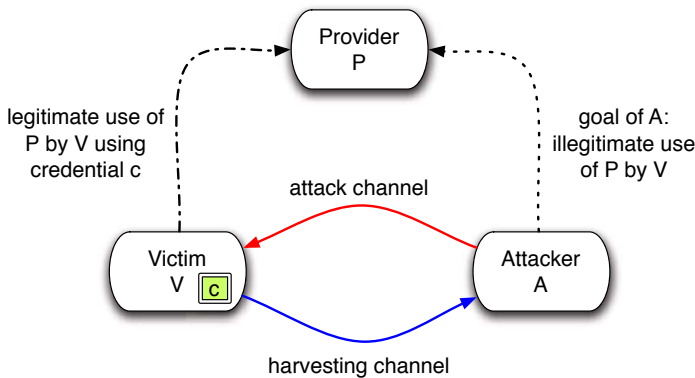 Provider
P
legitimate use of
P by V using
credential c
goal of A:
illegitimate use
of P by V
attack channel
Victim
V
c
Attacker
A
harvesting channel